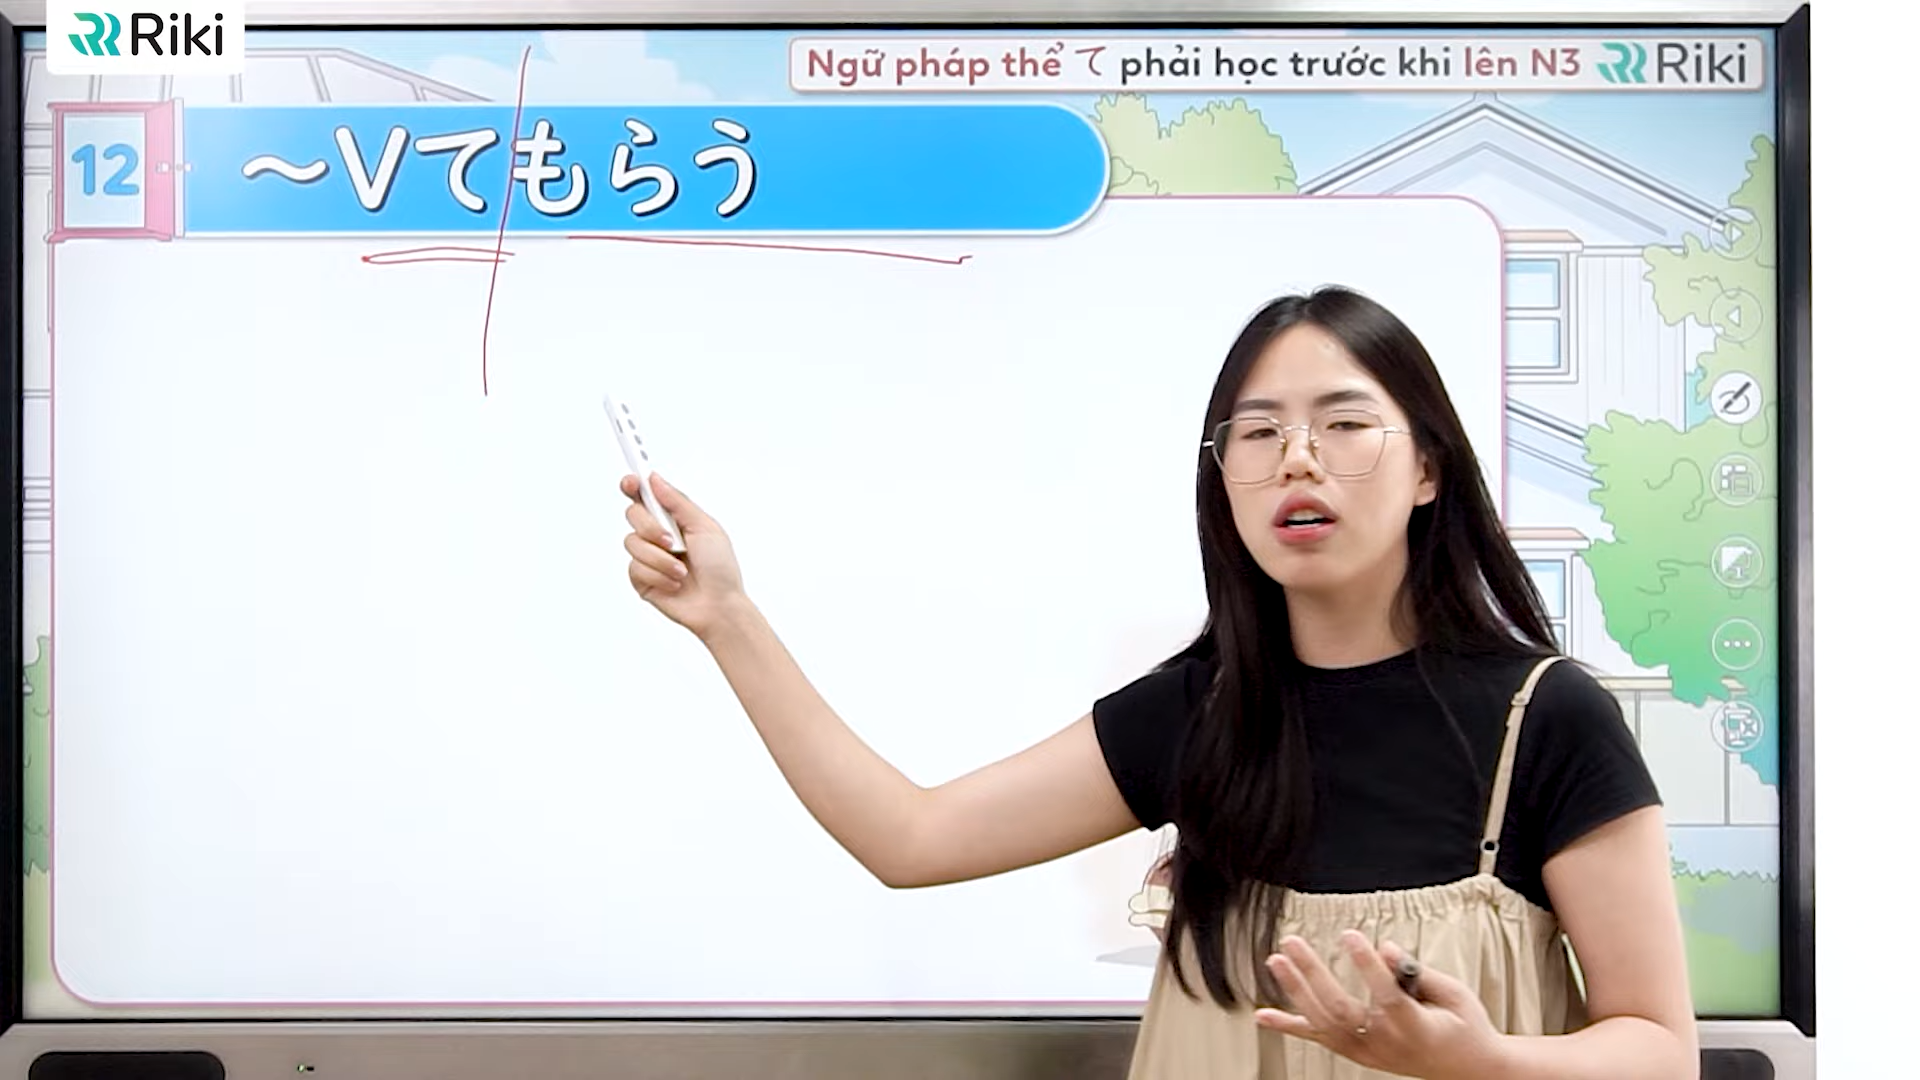 Riki
Ngữ pháp thể て phải học trước khi lên N3 Riki
12 ~Vてもらう